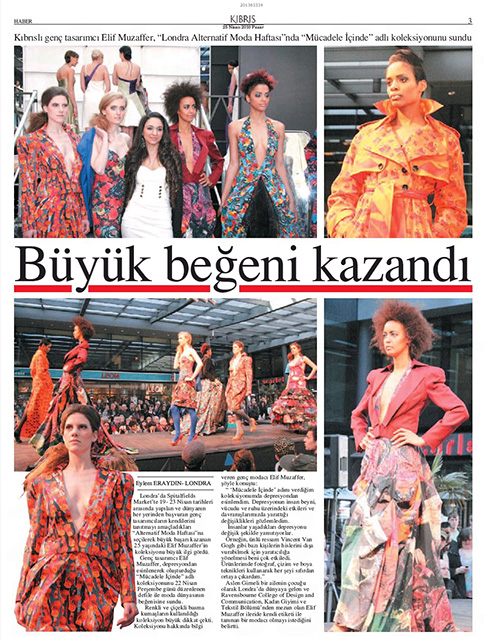 201361334
HABER
KIBRIS
25 Nisan 2010 Pazar
3
Kıbrıslı genç tasarımcı Elif Muzaffer, “Londra Alternatif Moda Haftası”nda “Mücadele İçinde” adlı koleksiyonunu sundu
Büyük beğeni kazandı
Eylem ERAYDIN- LONDRA
Londra'da Spitalfields
Market'te 19- 23 Nisan tarihleri
arasında yapılan ve dünyanın
her yerinden başvuran genç
tasarımcıların kendilerini
tanıtmayı amaçladıkları
“Alternatif Moda Haftası”na
seçilerek büyük başarı kazanan
25 yaşındaki Elif Muzaffer'in
koleksiyonu büyük ilgi gördü.
Genç tasarımcı Elif
Muzaffer, depresyondan
esinlenerek oluşturduğu
“Mücadele İçinde” adlı
koleksiyonunu 22 Nisan
Perşembe günü düzenlenen
defile ile moda dünyasının
beğenisine sundu.
Renkli ve çiçekli basma
kumaşların kullanıldığı
koleksiyon büyük dikkat çekti.
Koleksiyonu hakkında bilgi
veren genç modacı Elif Muzaffer,
şöyle konuştu:
“ ‘Mücadele İçinde’ adını verdiğim
koleksiyonumda depresyondan
esinlendim. Depresyonun insan beyni,
vücudu ve ruhu üzerindeki etkileri ve
davranışlarımızda yarattığı
değişiklikleri gözlemledim.
İnsanlar yaşadıkları depresyonu
değişik şekilde yansıtıyorlar.
Örneğin, ünlü ressam Vincent Van
Gogh gibi bazı kişilerin hislerini dışa
vurabilmek için yaratıcılığa
yönelmesi beni çok etkiledi.
Ürünlerimde fotoğraf, çizim ve boya
teknikleri kullanarak her şeyi sıfırdan
ortaya çıkardım.”
Aslen Girneli bir ailenin çocuğu
olarak Londra'da dünyaya gelen ve
Ravensbourne College of Design and
Communication, Kadın Giyimi ve
Tekstil Bölümü'nden mezun olan Elif
Muzaffer ileride kendi etiketi ile
tanınan bir modacı olmayı istediğini
belirtti.